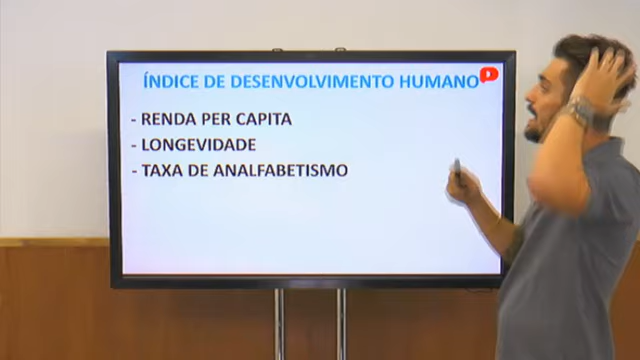 ÍNDICE DE DESENVOLVIMENTO HUMANO
- RENDA PER CAPITA
- LONGEVIDADE
- TAXA DE ANALFABETISMO